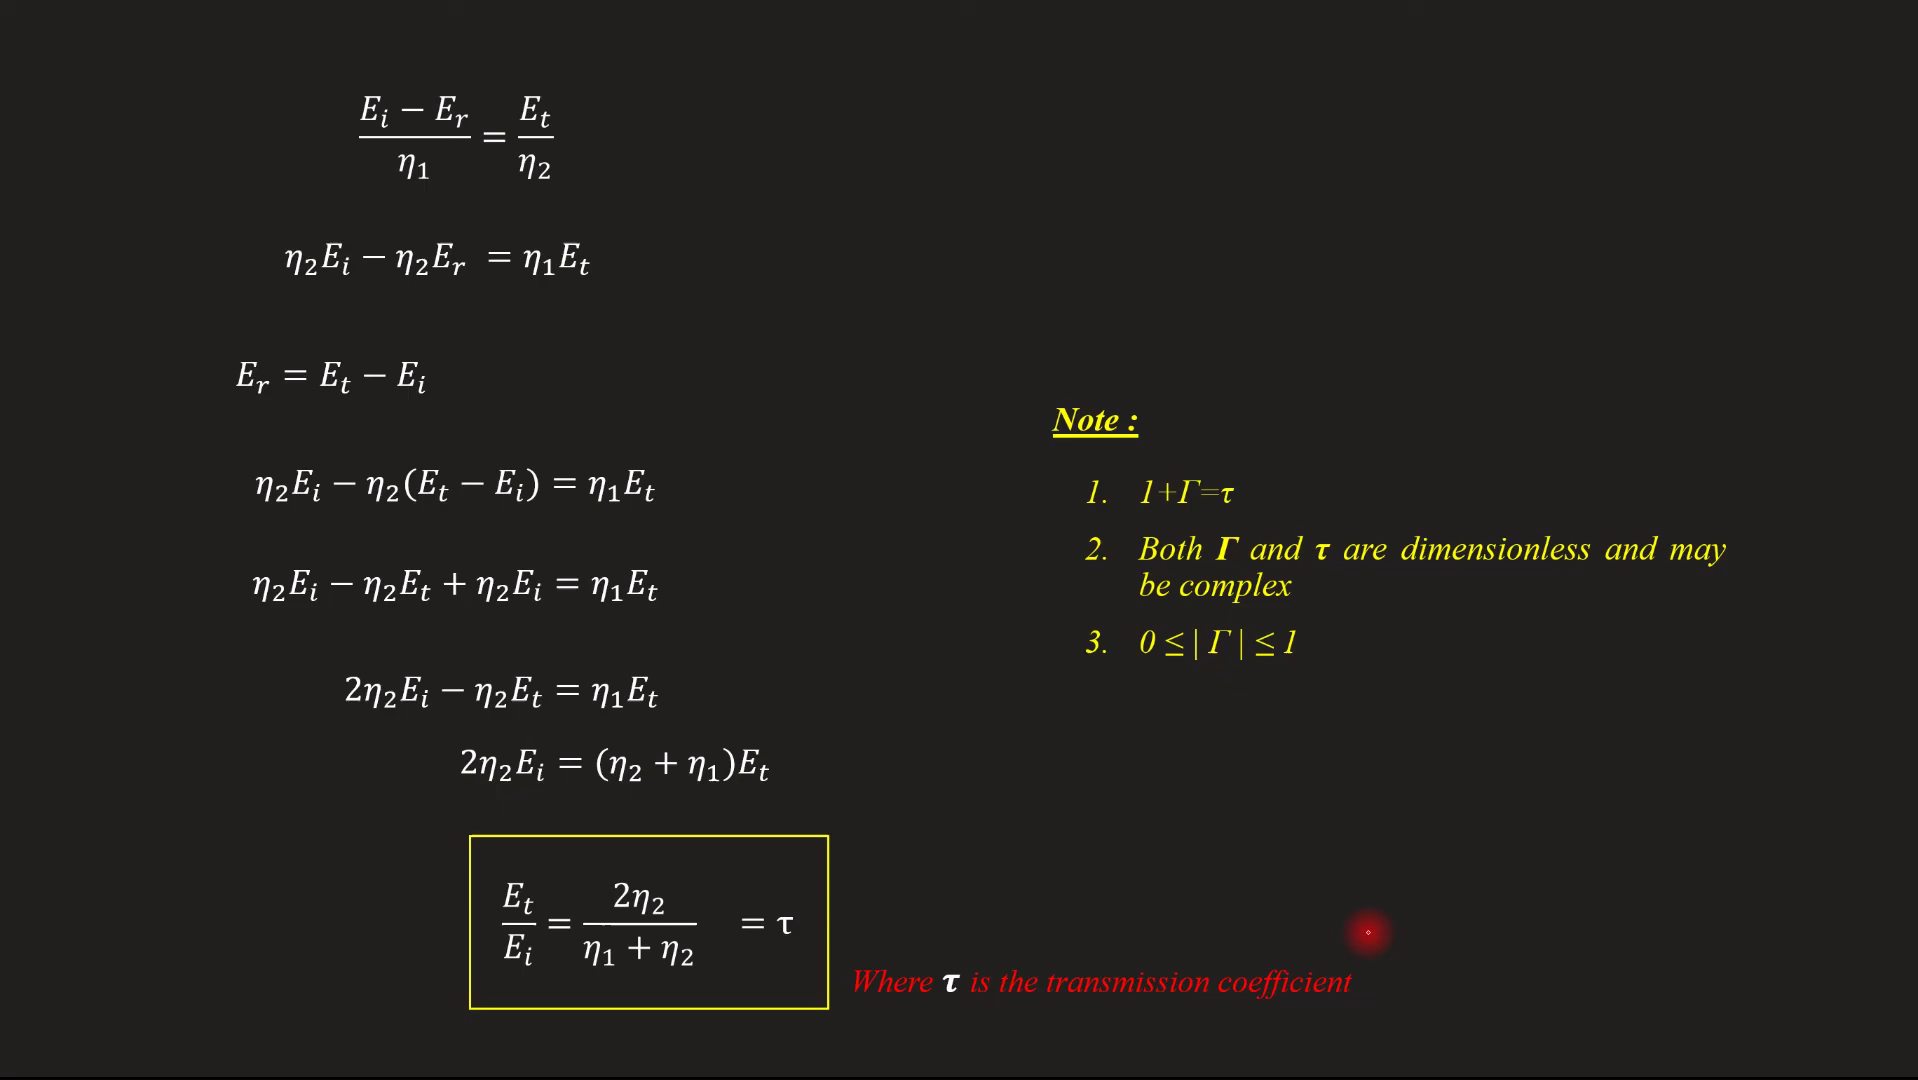 (E_i − E_r)/η_1 = E_t/η_2
η_2E_i − η_2E_r = η_1E_t
E_r = E_t − E_i
η_2E_i − η_2(E_t − E_i) = η_1E_t
η_2E_i − η_2E_t + η_2E_i = η_1E_t
2η_2E_i − η_2E_t = η_1E_t
2η_2E_i = (η_2 + η_1)E_t
E_t/E_i = 2η_2/(η_1 + η_2) = τ
Where τ is the transmission coefficient
Note :
1. 1+Γ=τ
2. Both Γ and τ are dimensionless and may
be complex
3. 0 ≤ | Γ | ≤ 1